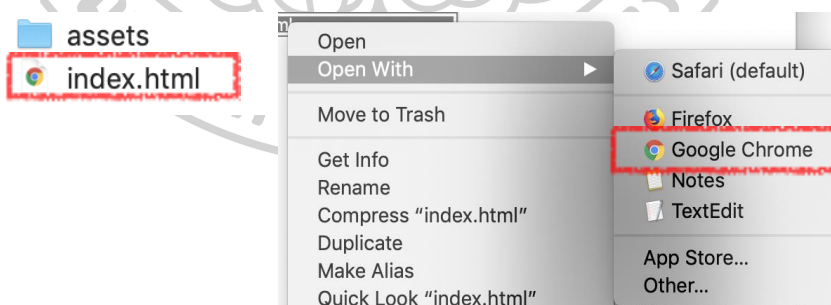 assets
index.html
Open
Open With
Move to Trash
Get Info
Rename
Compress “index.html”
Duplicate
Make Alias
Quick Look “index.html”
Safari (default)
Firefox
Google Chrome
Notes
TextEdit
App Store...
Other...